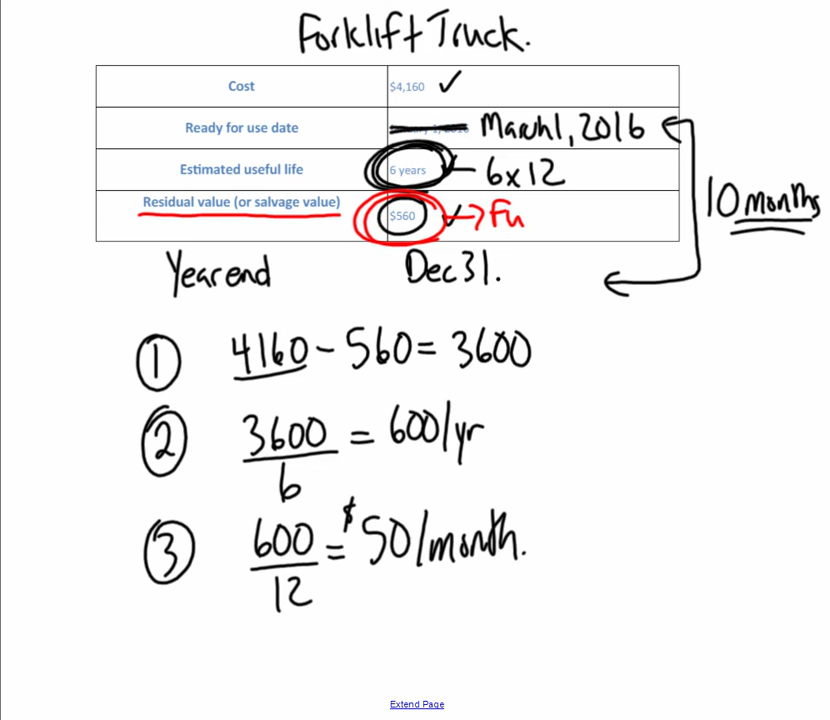 Forklift Truck.
Cost $4,160
Ready for use date March 1, 2016
Estimated useful life 6 years 6x12
Residual value (or salvage value) $560 → Fu
10 months
Year end Dec 31.
1 4160 - 560 = 3600
2 3600/6 = 600/yr
3 600/12 = $50/month.
Extend Page